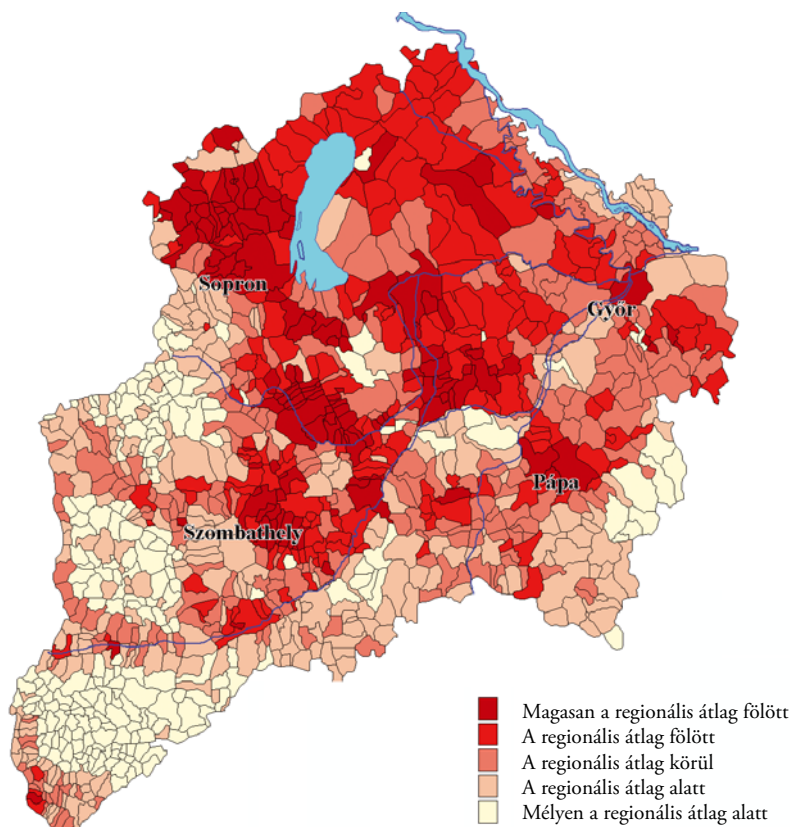 Sopron
Győr
Pápa
Szombathely
Magasan a regionális átlag fölött
A regionális átlag fölött
A regionális átlag körül
A regionális átlag alatt
Mélyen a regionális átlag alatt